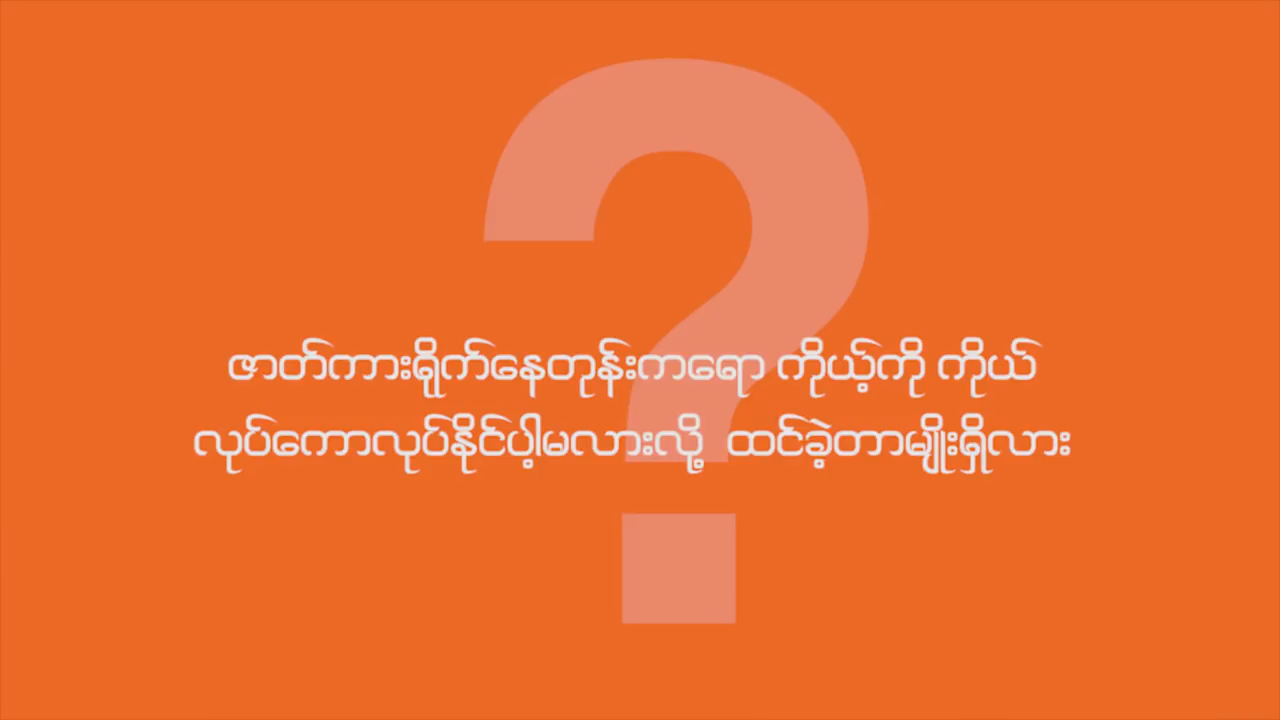 ဇာတ်ကားရိုက်နေတုန်းကရော ကိုယ့်ကို ကိုယ်
လုပ်ကောလုပ်နိုင်ပါ့မလားလို့ ထင်ခဲ့တာမျိုးရှိလား
?